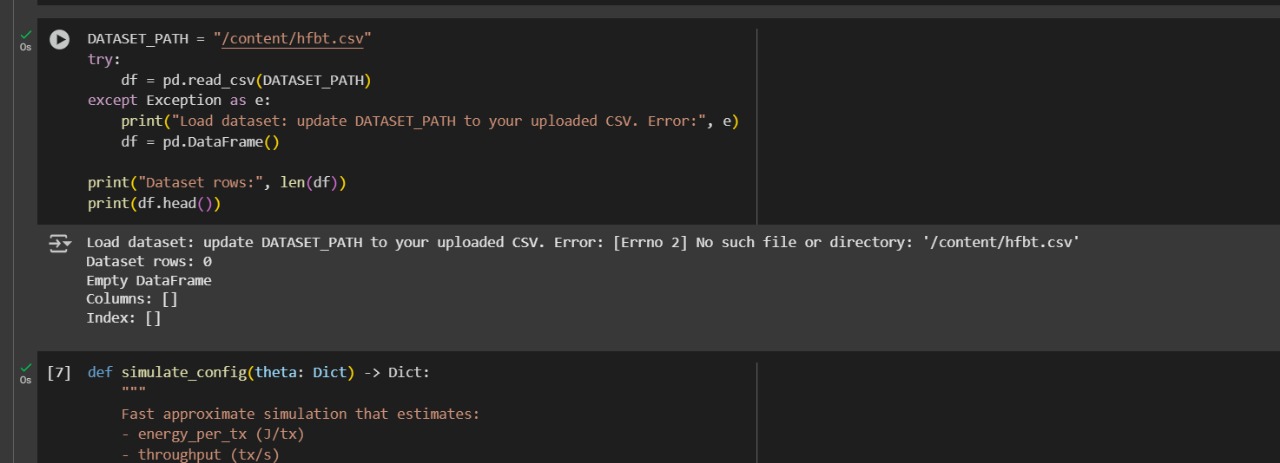 0s
DATASET_PATH = "/content/hfbt.csv"
try:
    df = pd.read_csv(DATASET_PATH)
except Exception as e:
    print("Load dataset: update DATASET_PATH to your uploaded CSV. Error:", e)
    df = pd.DataFrame()
print("Dataset rows:", len(df))
print(df.head())
Load dataset: update DATASET_PATH to your uploaded CSV. Error: [Errno 2] No such file or directory: '/content/hfbt.csv'
Dataset rows: 0
Empty DataFrame
Columns: []
Index: []
0s
[7] def simulate_config(theta: Dict) -> Dict:
    """
    Fast approximate simulation that estimates:
    - energy_per_tx (J/tx)
    - throughput (tx/s)